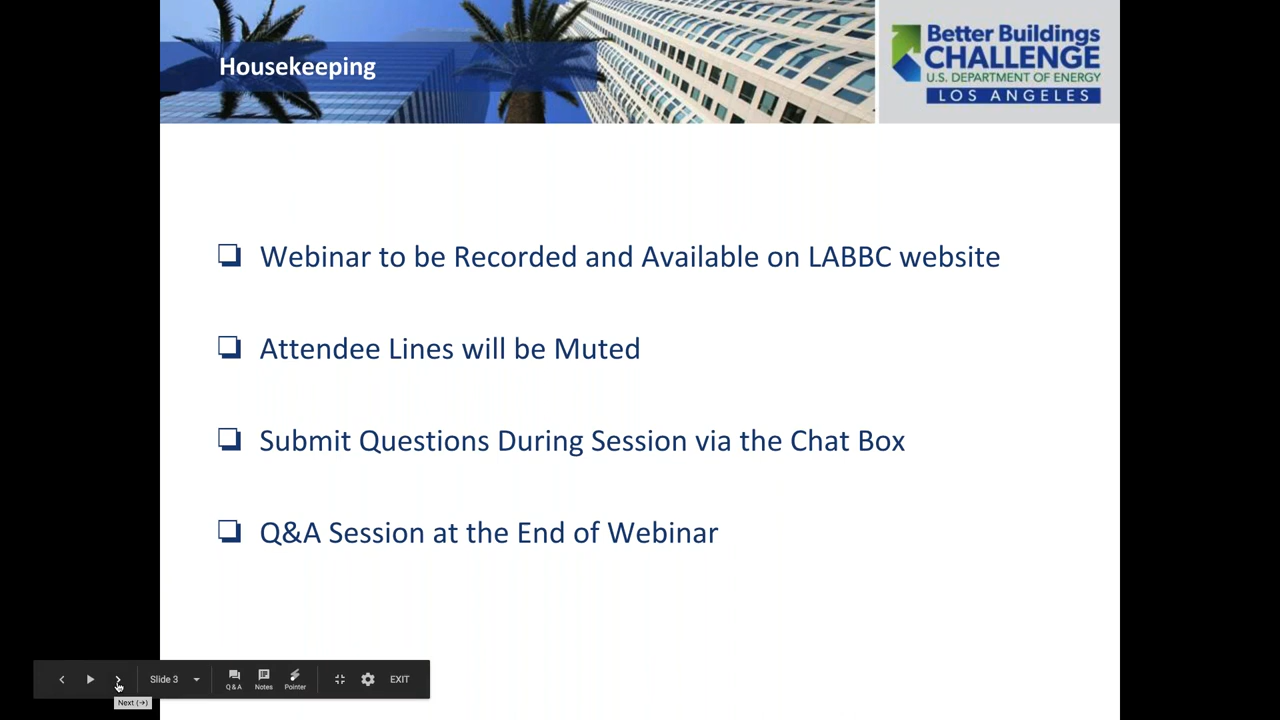 Housekeeping
Better Buildings
CHALLENGE
U.S. DEPARTMENT OF ENERGY
LOS ANGELES
❏ Webinar to be Recorded and Available on LABBC website
❏ Attendee Lines will be Muted
❏ Submit Questions During Session via the Chat Box
❏ Q&A Session at the End of Webinar
Slide 3
Q & A
Notes
Pointer
EXIT
Next (→)